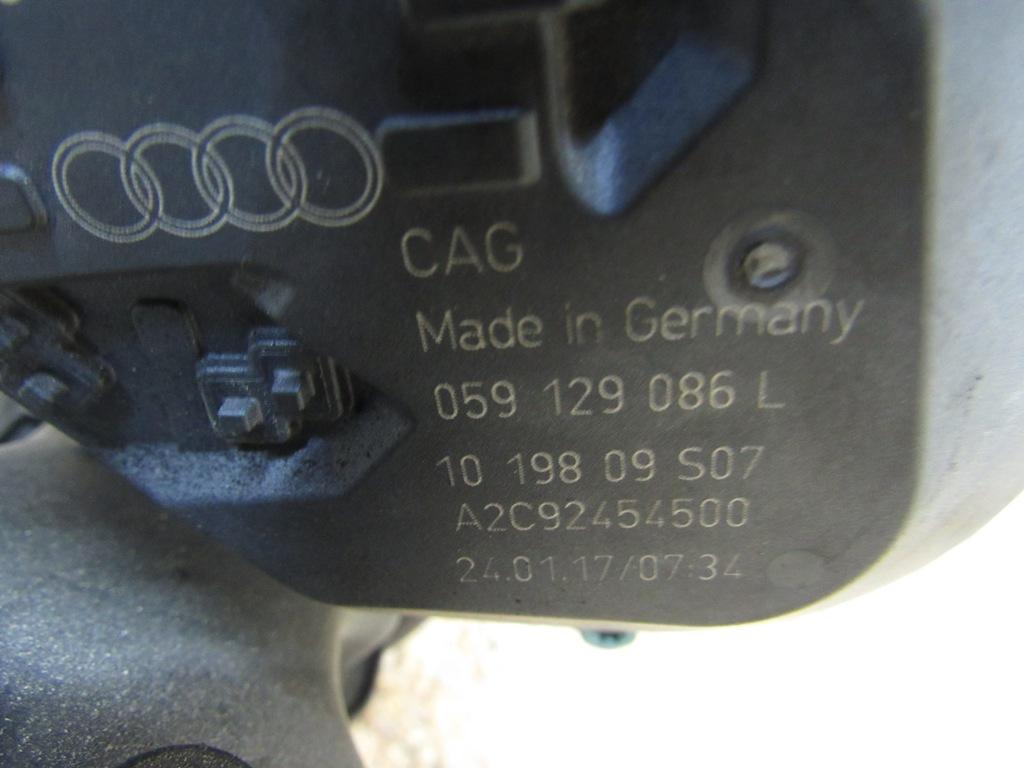 CAG
Made in Germany
059 129 086 L
10 198 09 S07
A2C92454500
24.01.17/07:34